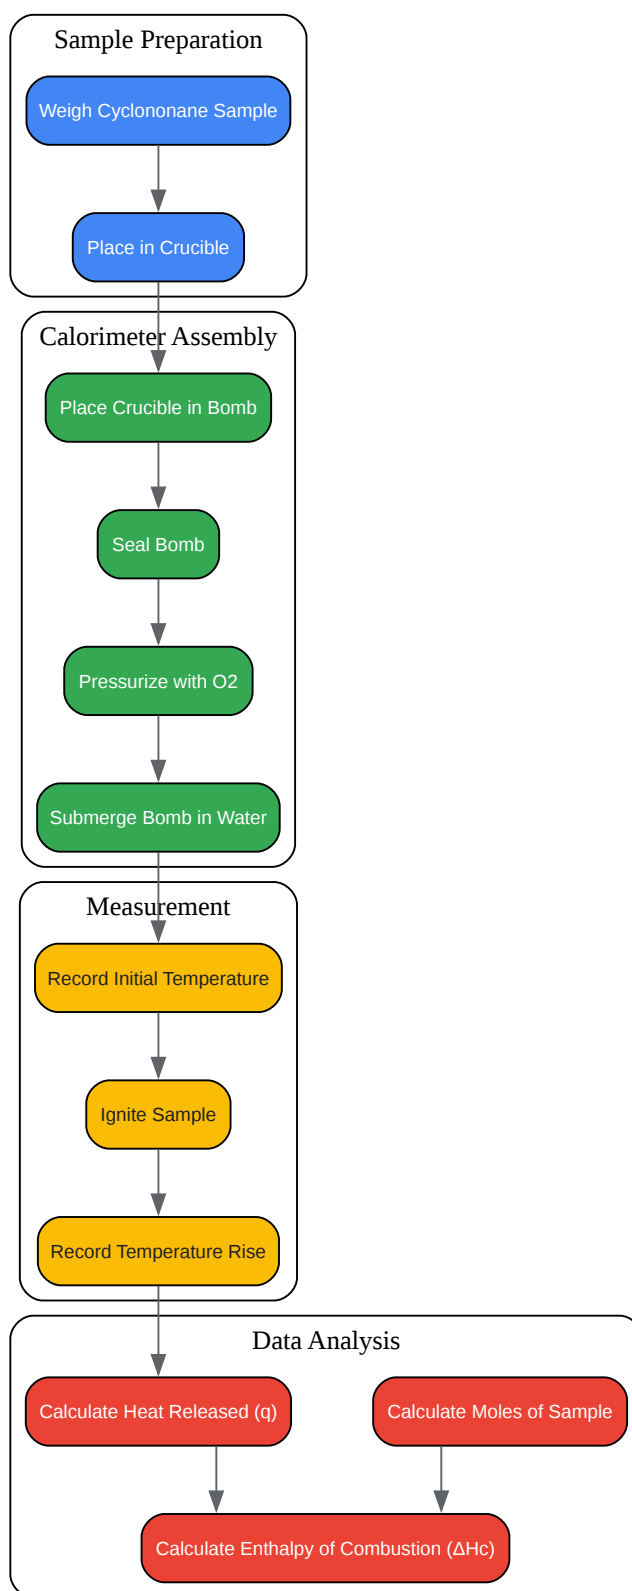 Sample Preparation
Weigh Cyclononane Sample
Place in Crucible
Calorimeter Assembly
Place Crucible in Bomb
Seal Bomb
Pressurize with O2
Submerge Bomb in Water
Measurement
Record Initial Temperature
Ignite Sample
Record Temperature Rise
Data Analysis
Calculate Heat Released (q)
Calculate Moles of Sample
Calculate Enthalpy of Combustion (ΔHc)